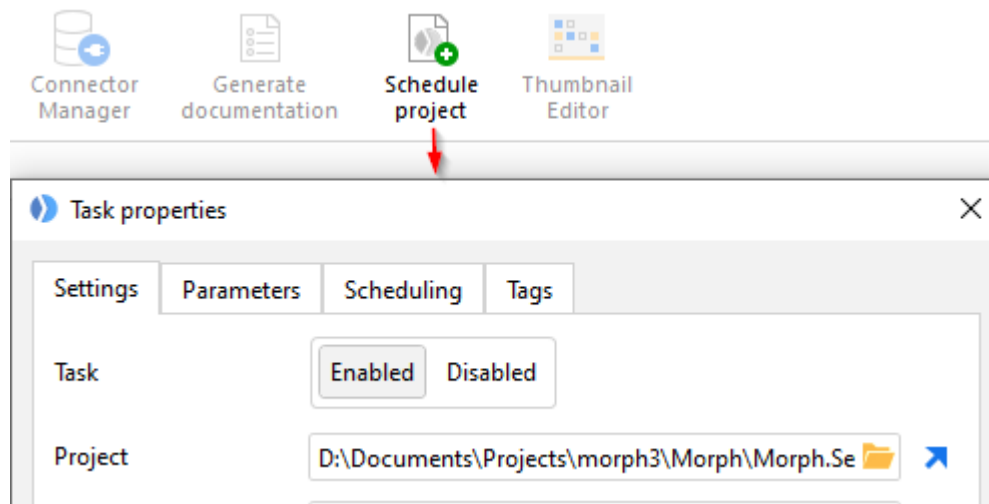 Connector Generate Schedule Thumbnail
Manager documentation project Editor
Task properties
Settings Parameters Scheduling Tags
Task Enabled Disabled
Project D:\Documents\Projects\morph3\Morph\Morph.Se